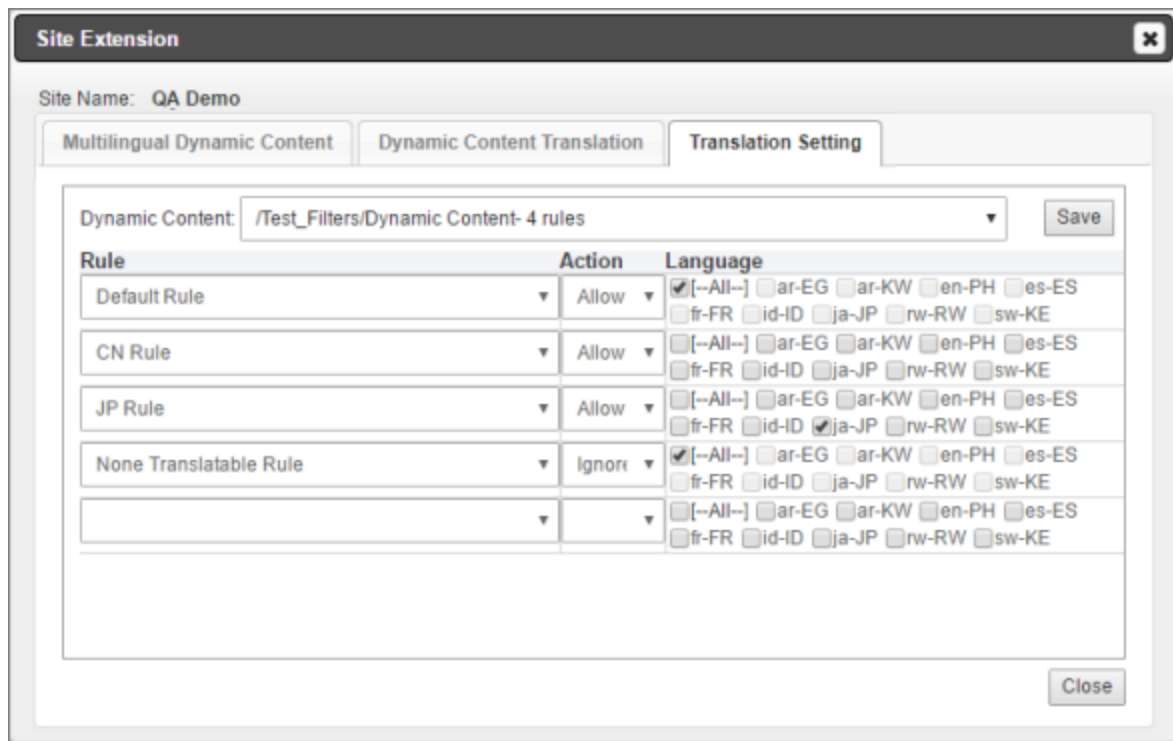 Site Extension
Site Name: QA Demo
Multilingual Dynamic Content Dynamic Content Translation Translation Setting
Dynamic Content: /Test_Filters/Dynamic Content- 4 rules Save
Rule Action Language
Default Rule Allow [--All--] ar-EG ar-KW en-PH es-ES
fr-FR id-ID ja-JP rw-RW sw-KE
CN Rule Allow [--All--] ar-EG ar-KW en-PH es-ES
fr-FR id-ID ja-JP rw-RW sw-KE
JP Rule Allow [--All--] ar-EG ar-KW en-PH es-ES
fr-FR id-ID ja-JP rw-RW sw-KE
None Translatable Rule Ignore [--All--] ar-EG ar-KW en-PH es-ES
fr-FR id-ID ja-JP rw-RW sw-KE
[--All--] ar-EG ar-KW en-PH es-ES
fr-FR id-ID ja-JP rw-RW sw-KE
Close